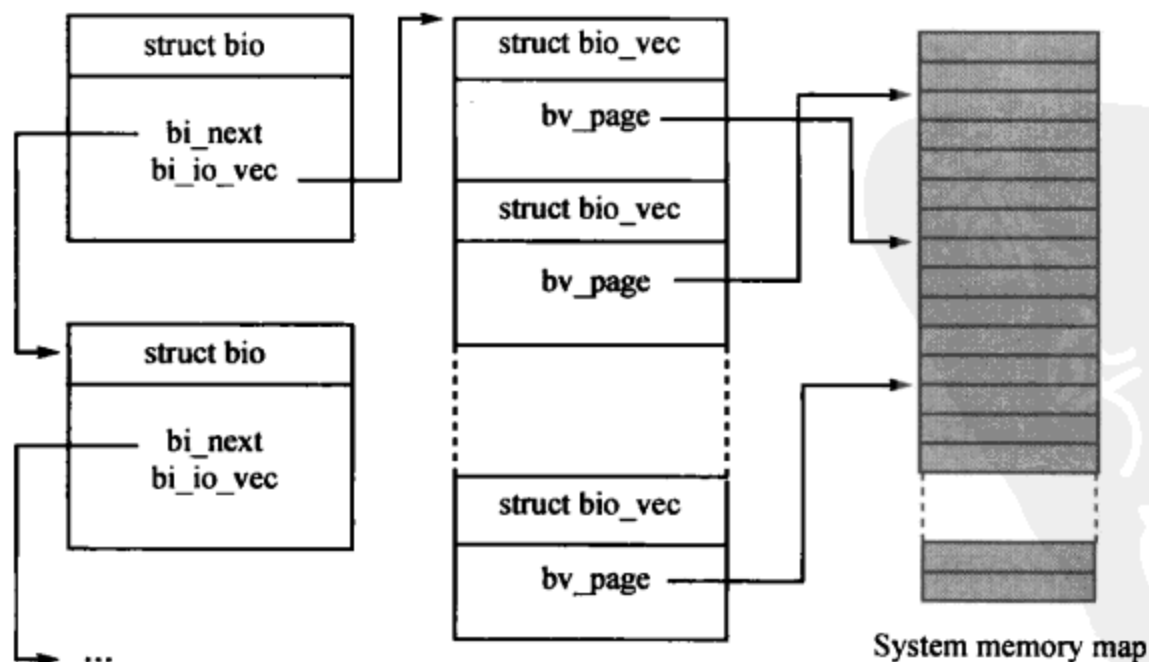 struct bio
bi_next
bi_io_vec
struct bio
bi_next
bi_io_vec
...
struct bio_vec
bv_page
struct bio_vec
bv_page
struct bio_vec
bv_page
System memory map